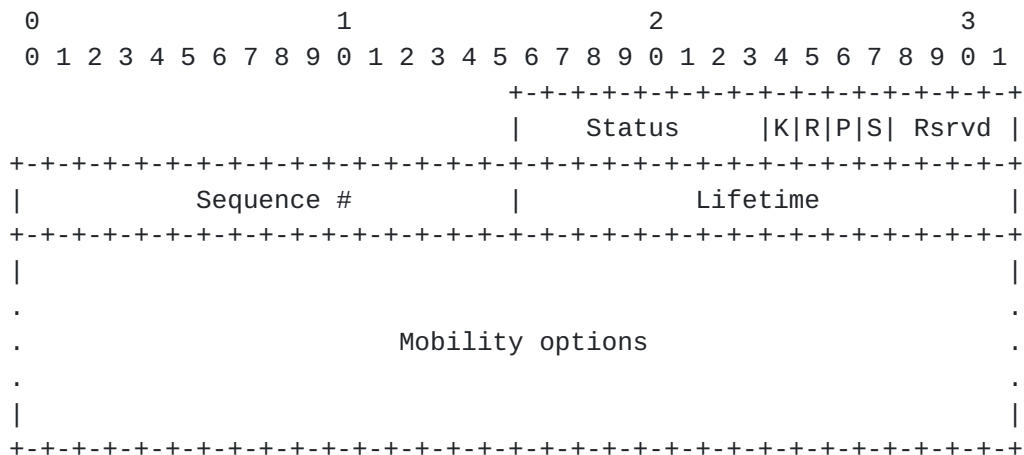 0                   1                   2                   3
 0 1 2 3 4 5 6 7 8 9 0 1 2 3 4 5 6 7 8 9 0 1 2 3 4 5 6 7 8 9 0 1
                                +-+-+-+-+-+-+-+-+-+-+-+-+-+-+-+-+
                                |    Status     |K|R|P|S| Rsrvd |
+-+-+-+-+-+-+-+-+-+-+-+-+-+-+-+-+-+-+-+-+-+-+-+-+-+-+-+-+-+-+-+-+
|           Sequence #          |           Lifetime            |
+-+-+-+-+-+-+-+-+-+-+-+-+-+-+-+-+-+-+-+-+-+-+-+-+-+-+-+-+-+-+-+-+
|                                                               |
.                                                               .
.                        Mobility options                       .
.                                                               .
|                                                               |
+-+-+-+-+-+-+-+-+-+-+-+-+-+-+-+-+-+-+-+-+-+-+-+-+-+-+-+-+-+-+-+-+